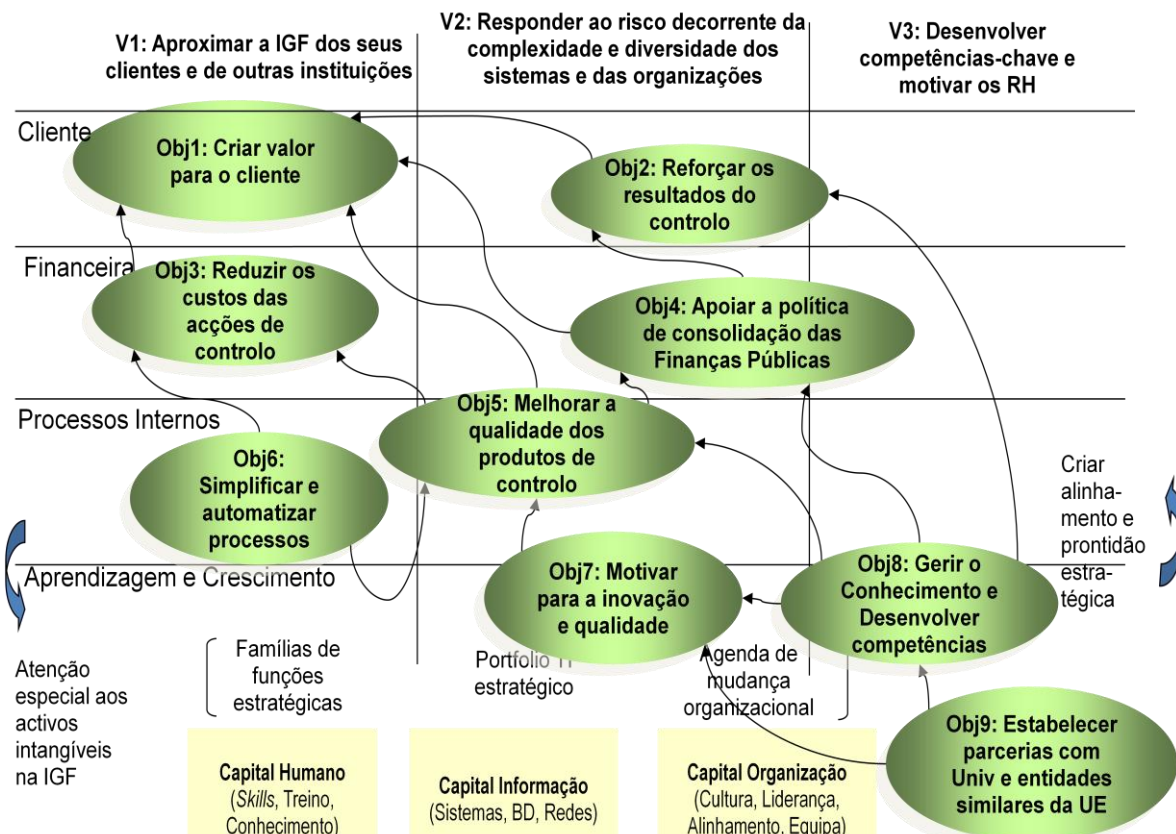 V1: Aproximar a IGF dos seus
clientes e de outras instituições
V2: Responder ao risco decorrente da
complexidade e diversidade dos
sistemas e das organizações
V3: Desenvolver
competências-chave e
motivar os RH
Cliente
Obj1: Criar valor
para o cliente
Obj2: Reforçar os
resultados do
controlo
Financeira
Obj3: Reduzir os
custos das
acções de
controlo
Obj4: Apoiar a política
de consolidação das
Finanças Públicas
Processos Internos
Obj5: Melhorar a
qualidade dos
produtos de
controlo
Obj6:
Simplificar e
automatizar
processos
Criar
alinha-
mento e
prontidão
estra-
tégica
Aprendizagem e Crescimento
Obj7: Motivar
para a inovação
e qualidade
Obj8: Gerir o
Conhecimento e
Desenvolver
competências
Atenção
especial aos
activos
intangíveis
na IGF
Famílias de
funções
estratégicas
Portfolio TI
estratégico
Agenda de
mudança
organizacional
Obj9: Estabelecer
parcerias com
Univ e entidades
similares da UE
Capital Humano
(Skills, Treino,
Conhecimento)
Capital Informação
(Sistemas, BD, Redes)
Capital Organização
(Cultura, Liderança,
Alinhamento, Equipa)